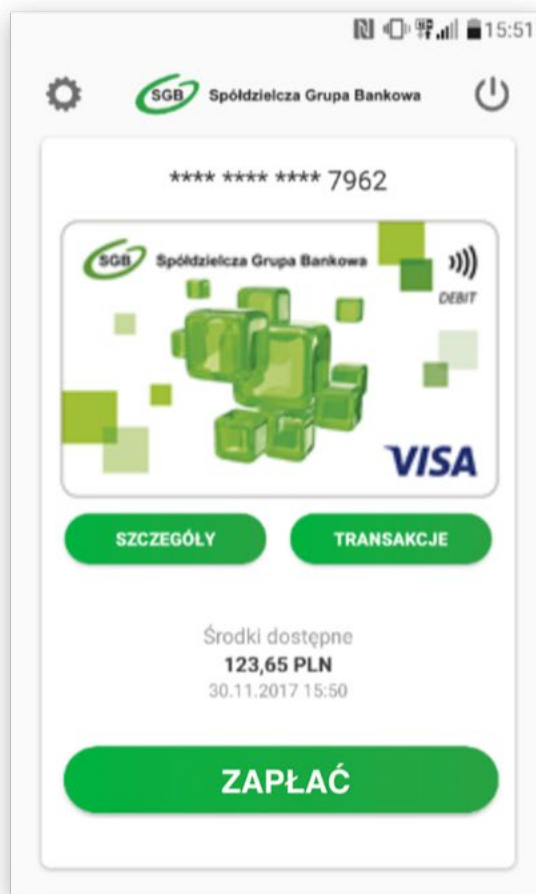 15:51
SGB Spółdzielcza Grupa Bankowa
**** **** **** 7962
SGB Spółdzielcza Grupa Bankowa
DEBIT
VISA
SZCZEGÓŁY TRANSAKCJE
Środki dostępne
123,65 PLN
30.11.2017 15:50
ZAPŁAĆ